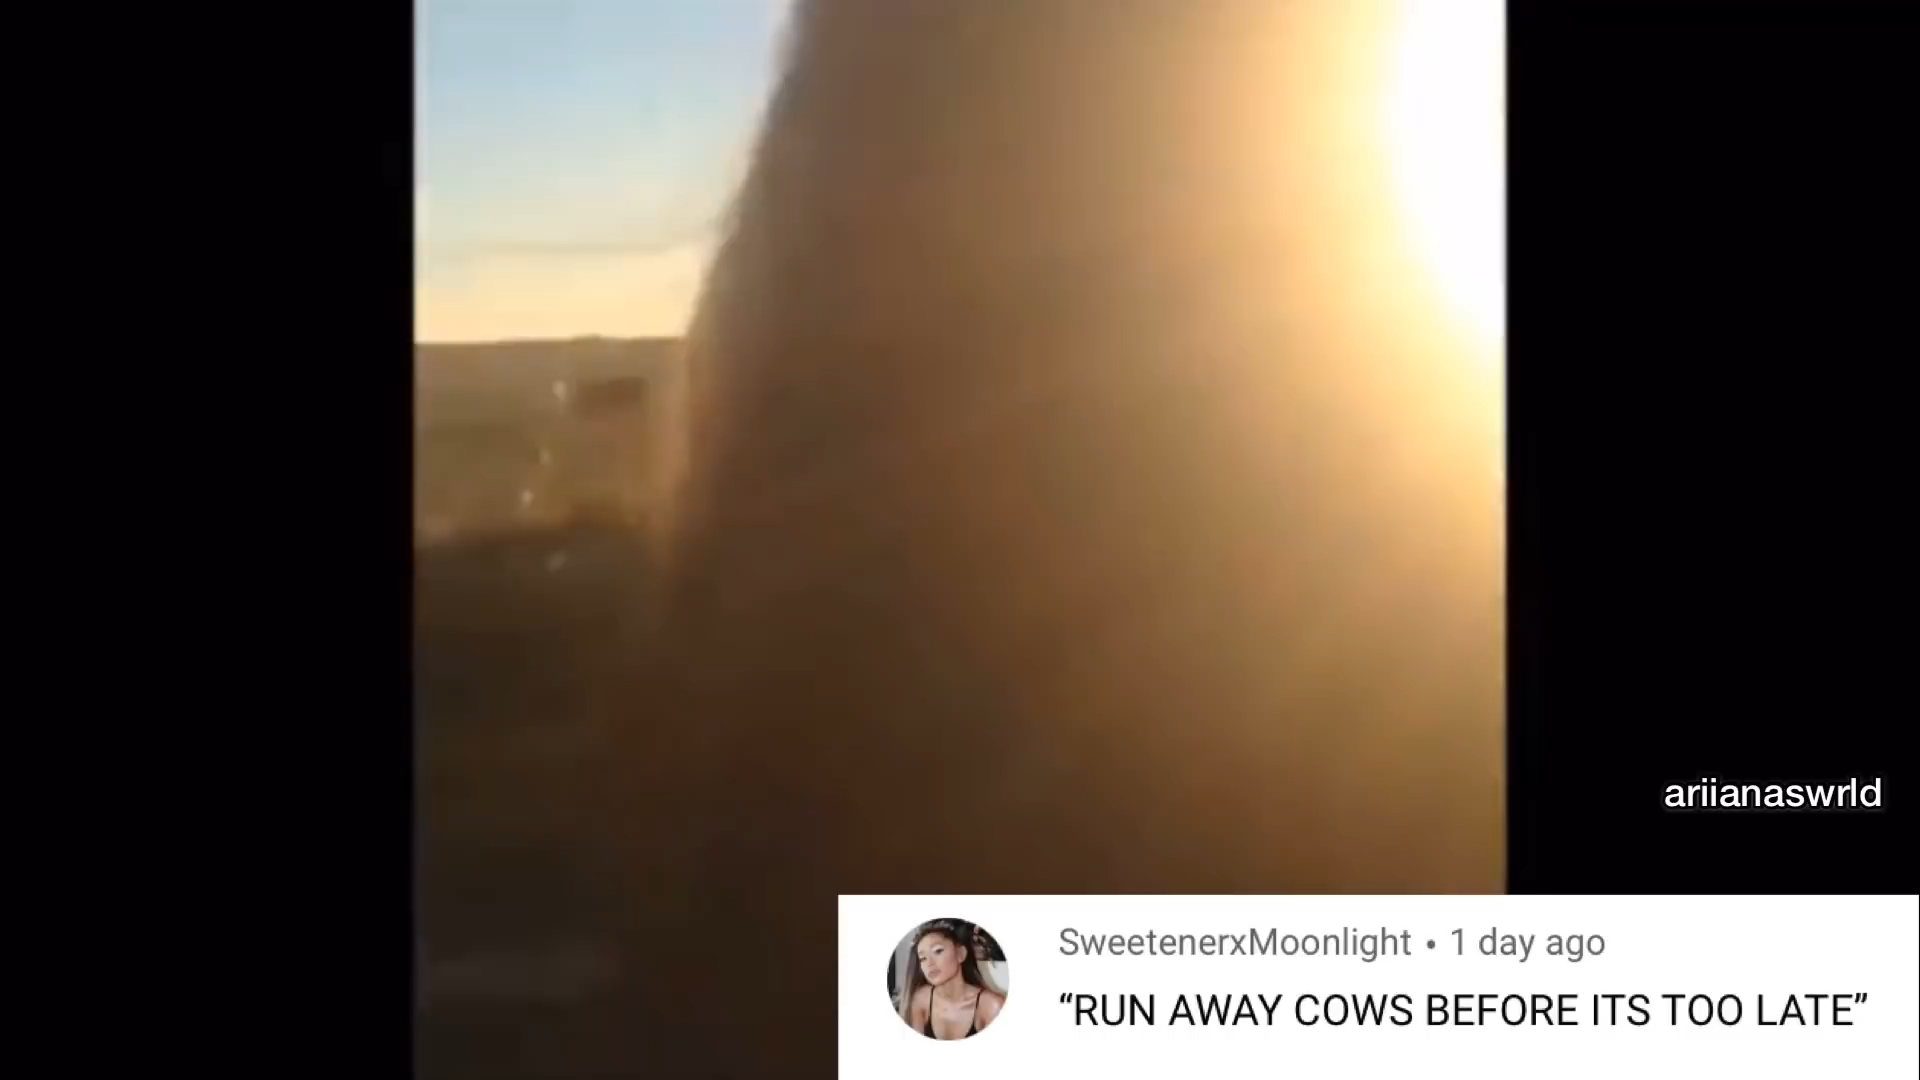 ariianaswrld
SweetenerxMoonlight • 1 day ago
“RUN AWAY COWS BEFORE ITS TOO LATE”